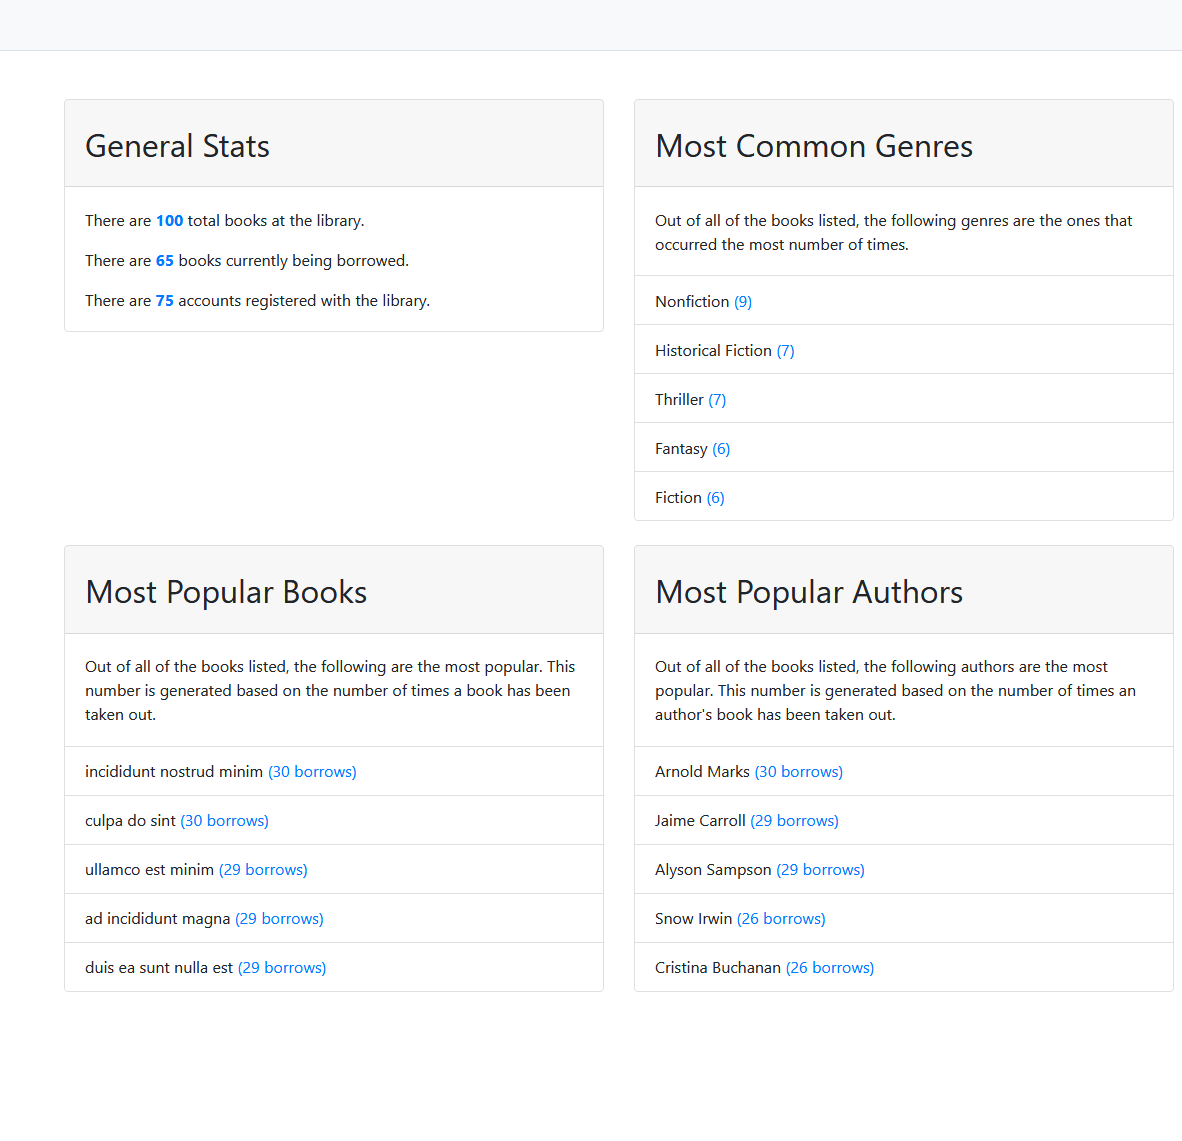 General Stats
There are 100 total books at the library.
There are 65 books currently being borrowed.
There are 75 accounts registered with the library.
Most Common Genres
Out of all of the books listed, the following genres are the ones that
occurred the most number of times.
Nonfiction (9)
Historical Fiction (7)
Thriller (7)
Fantasy (6)
Fiction (6)
Most Popular Books
Out of all of the books listed, the following are the most popular. This
number is generated based on the number of times a book has been
taken out.
incididunt nostrud minim (30 borrows)
culpa do sint (30 borrows)
ullamco est minim (29 borrows)
ad incididunt magna (29 borrows)
duis ea sunt nulla est (29 borrows)
Most Popular Authors
Out of all of the books listed, the following authors are the most
popular. This number is generated based on the number of times an
author's book has been taken out.
Arnold Marks (30 borrows)
Jaime Carroll (29 borrows)
Alyson Sampson (29 borrows)
Snow Irwin (26 borrows)
Cristina Buchanan (26 borrows)